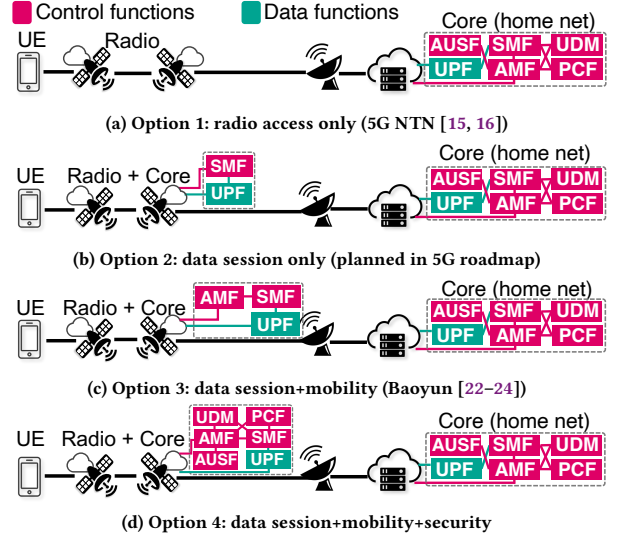 Control functions Data functions
UE Radio Core (home net)
AUSF SMF UDM
UPF AMF PCF
(a) Option 1: radio access only (5G NTN [15, 16])
UE Radio + Core SMF Core (home net)
UPF AUSF SMF UDM
UPF AMF PCF
(b) Option 2: data session only (planned in 5G roadmap)
UE Radio + Core AMF SMF Core (home net)
UPF AUSF SMF UDM
UPF AMF PCF
(c) Option 3: data session+mobility (Baoyun [22–24])
UE Radio + Core UDM PCF Core (home net)
AMF SMF AUSF SMF UDM
AUSF UPF UPF AMF PCF
(d) Option 4: data session+mobility+security